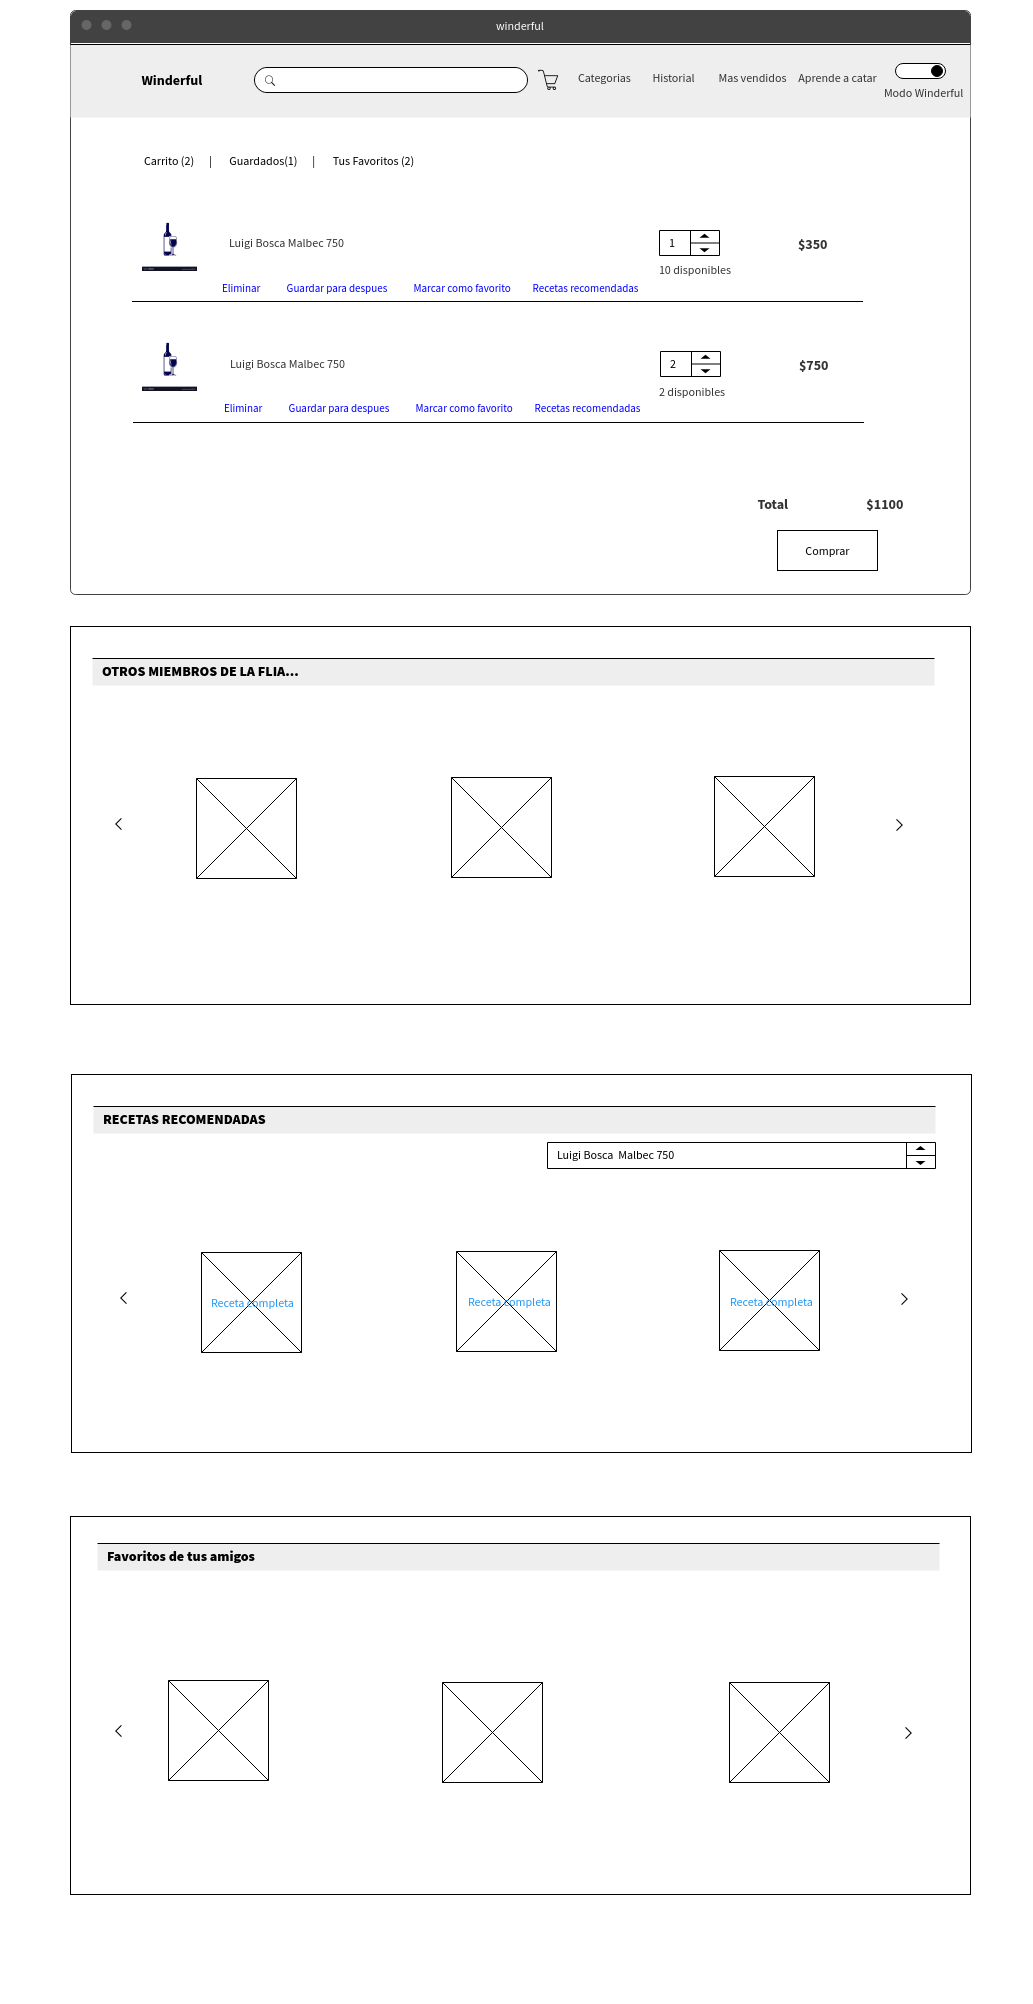 winderful
Winderful
Categorias
Historial
Mas vendidos
Aprende a catar
Modo Winderful
Carrito (2) | Guardados(1) | Tus Favoritos (2)
Luigi Bosca Malbec 750
1
$350
10 disponibles
Eliminar Guardar para despues Marcar como favorito Recetas recomendadas
Luigi Bosca Malbec 750
2
$750
2 disponibles
Eliminar Guardar para despues Marcar como favorito Recetas recomendadas
Total $1100
Comprar
OTROS MIEMBROS DE LA FLIA...
RECETAS RECOMENDADAS
Luigi Bosca  Malbec 750
Receta completa
Receta completa
Receta completa
Favoritos de tus amigos